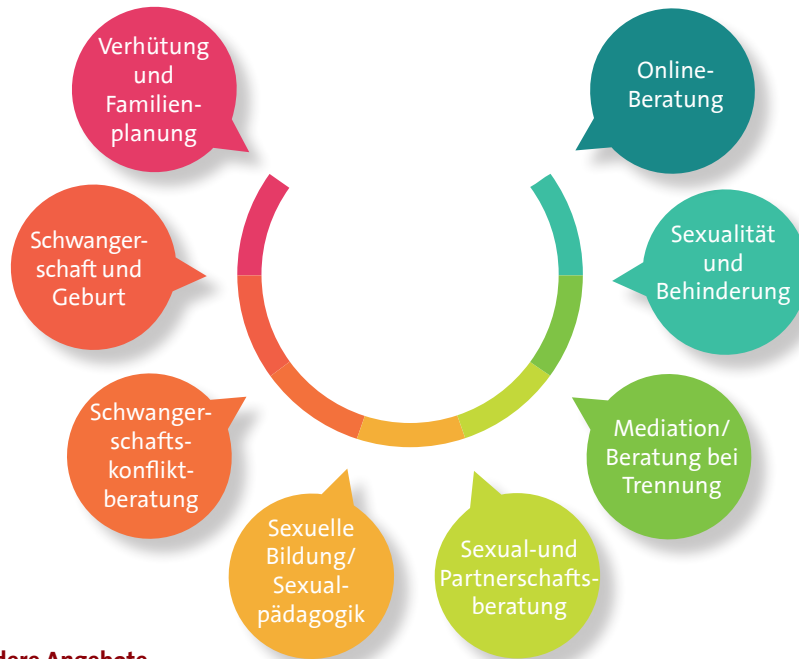 Verhütung
und
Familien-
planung
Online-
Beratung
Schwanger-
schaft und
Geburt
Sexualität
und
Behinderung
Schwanger-
schafts-
konflikt-
beratung
Mediation/
Beratung bei
Trennung
Sexuelle
Bildung/
Sexual-
pädagogik
Sexual-und
Partnerschafts-
beratung
dere Angebote